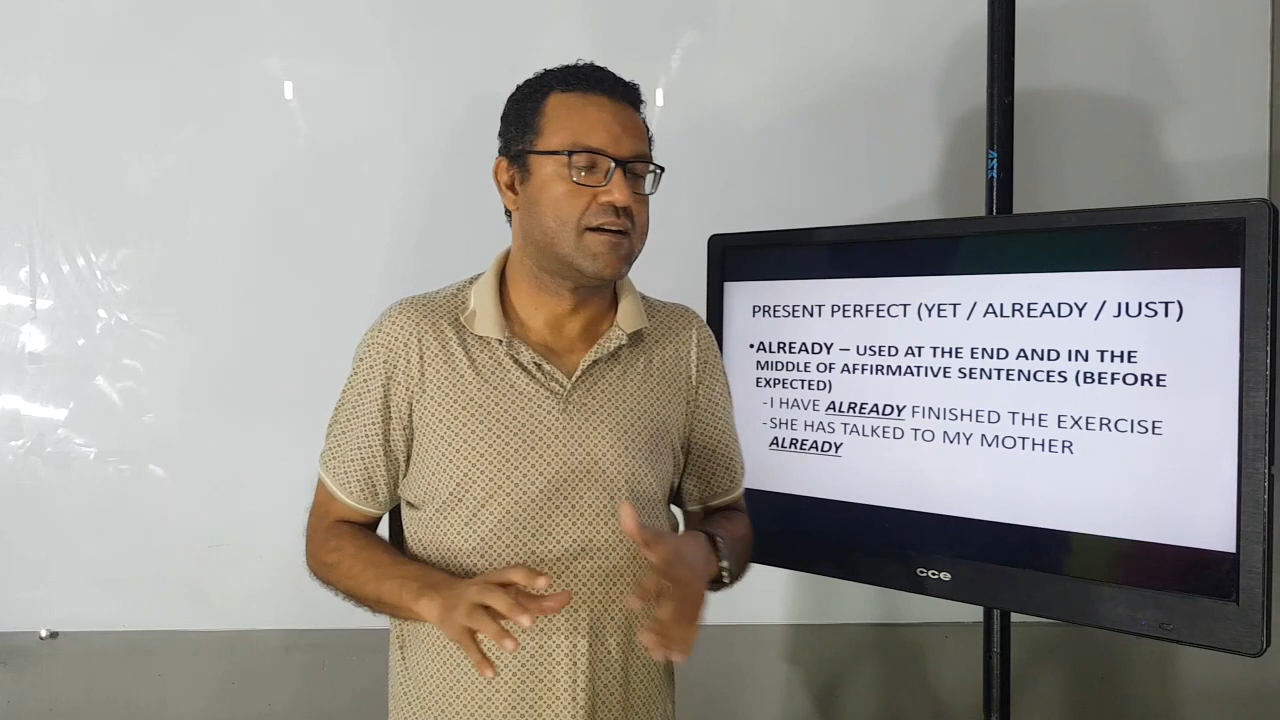 PRESENT PERFECT (YET / ALREADY / JUST)
•ALREADY – USED AT THE END AND IN THE
MIDDLE OF AFFIRMATIVE SENTENCES (BEFORE
EXPECTED)
-I HAVE ALREADY FINISHED THE EXERCISE
-SHE HAS TALKED TO MY MOTHER
ALREADY
cce